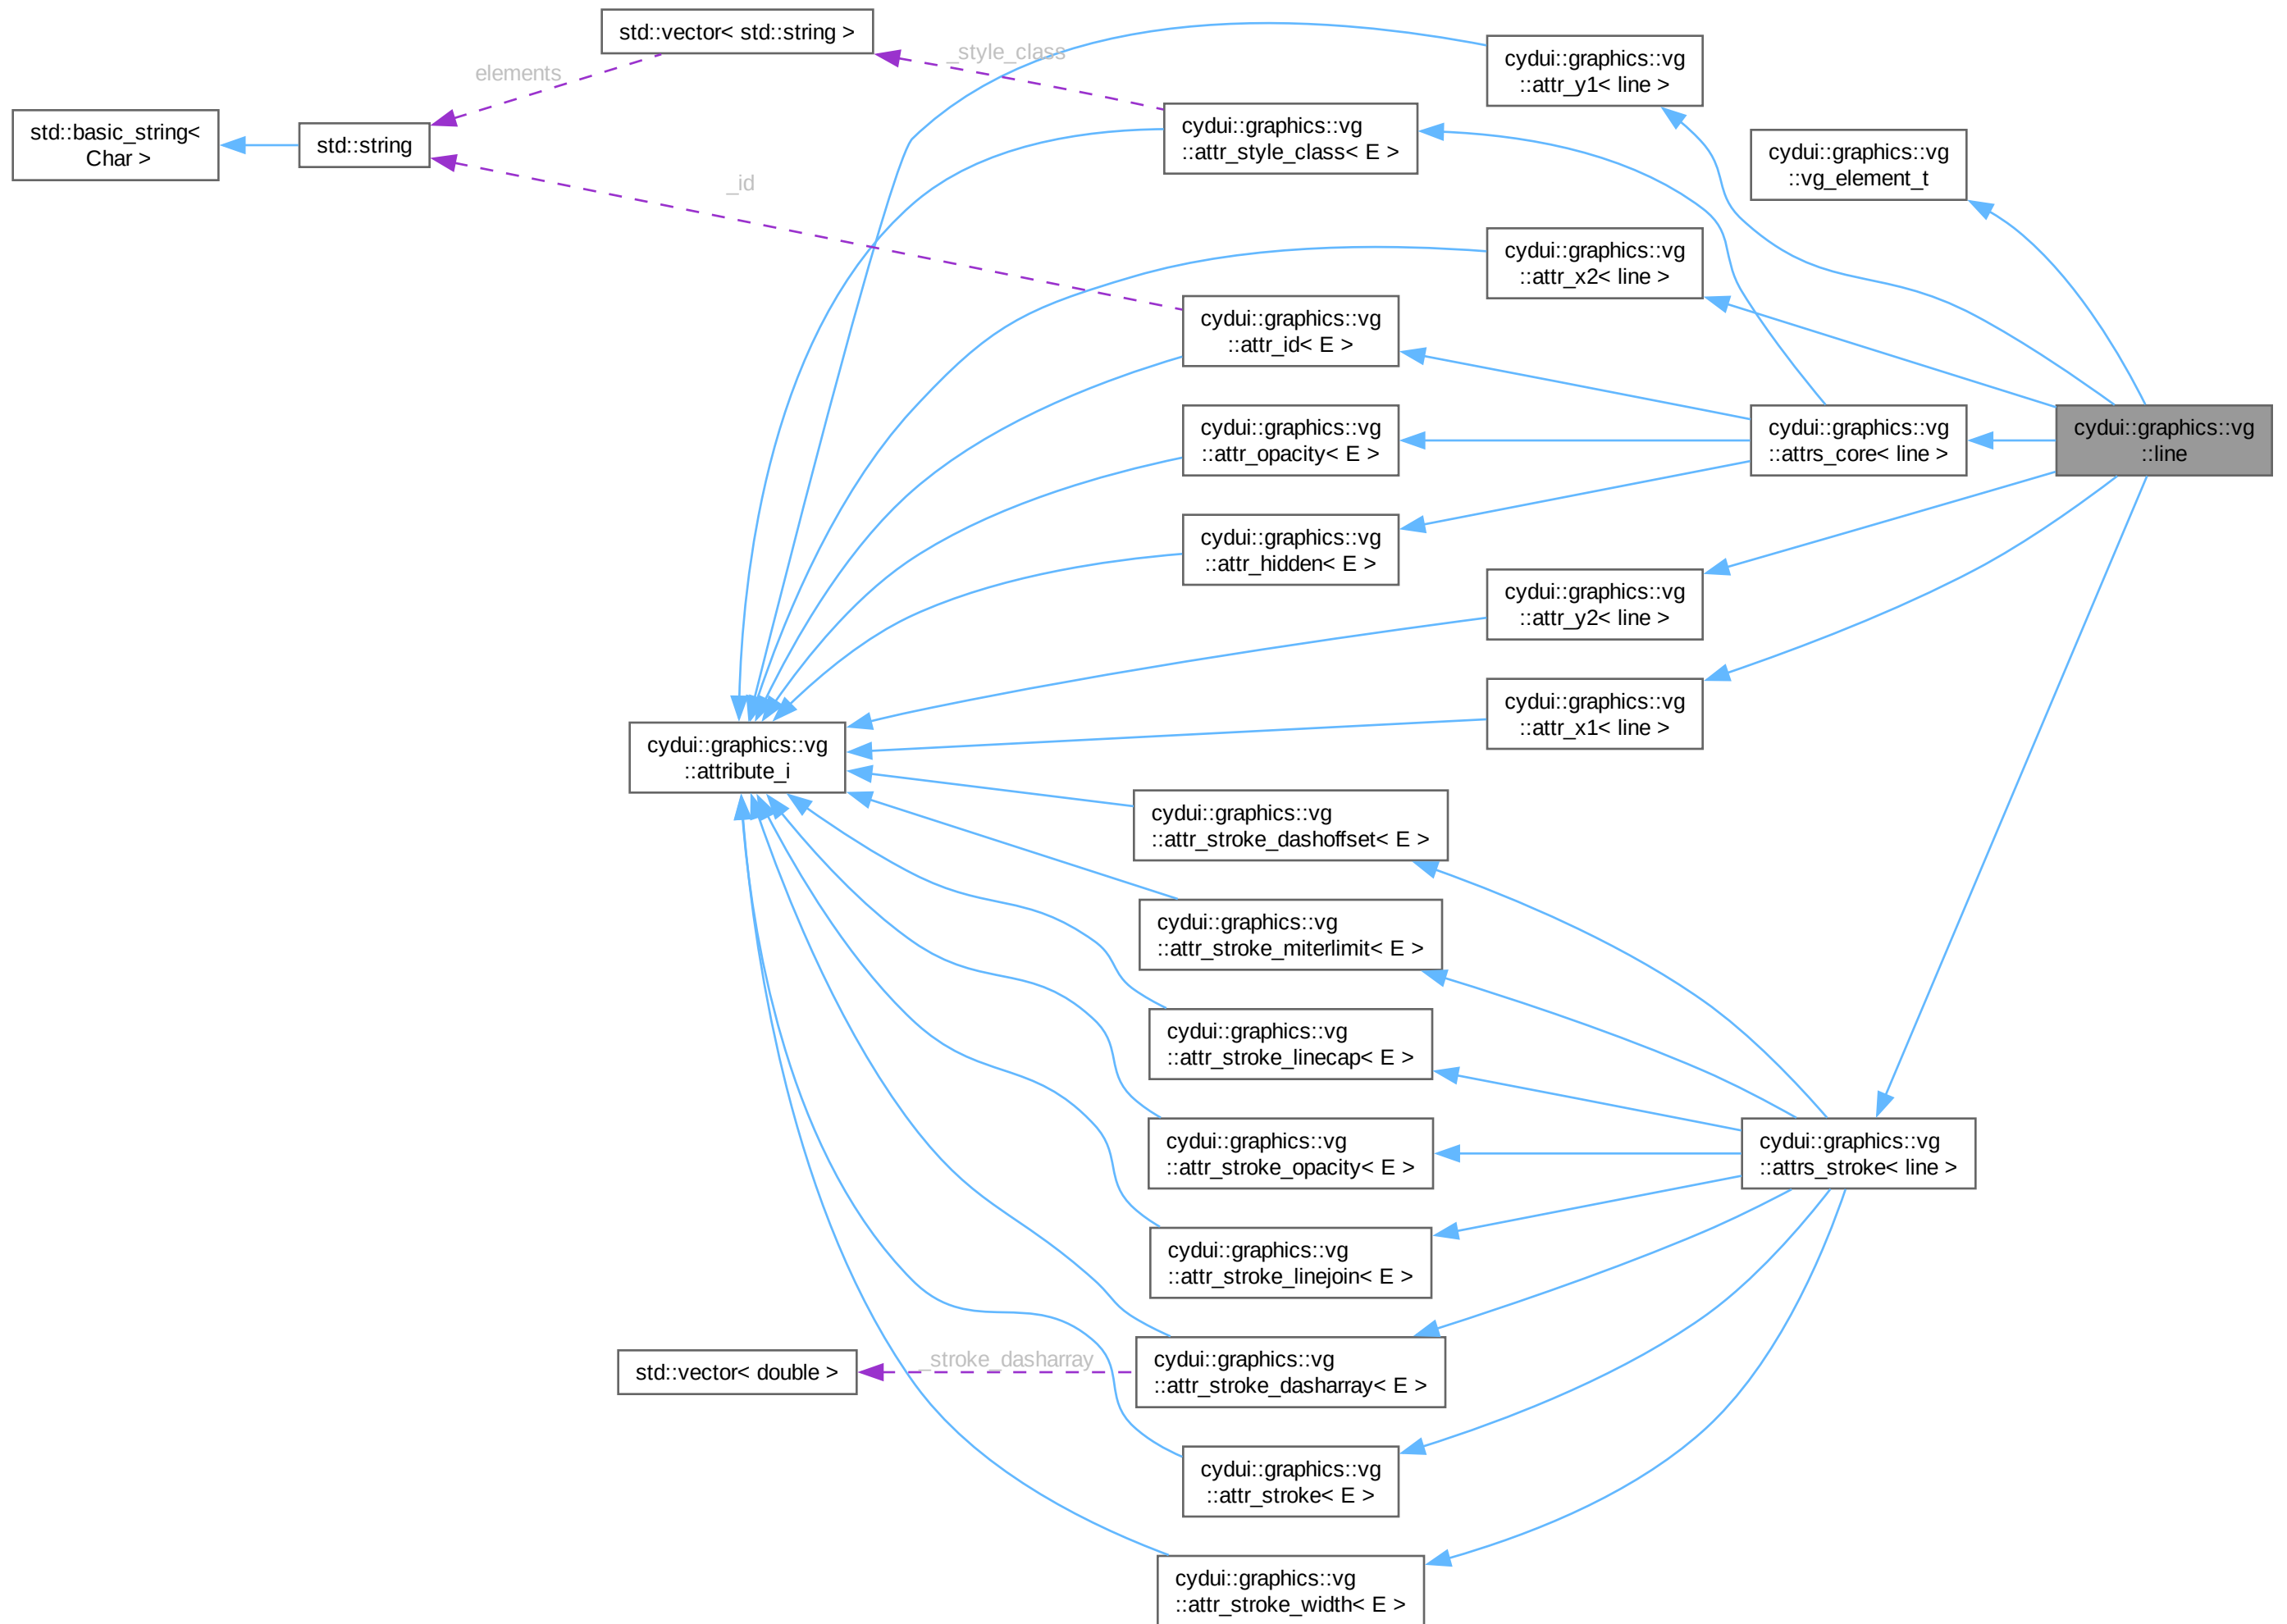 std::vector< std::string >
_style_class
elements
cydui::graphics::vg
::attr_y1< line >
std::basic_string<
Char >
std::string
cydui::graphics::vg
::attr_style_class< E >
cydui::graphics::vg
::vg_element_t
_id
cydui::graphics::vg
::attr_x2< line >
cydui::graphics::vg
::attr_id< E >
cydui::graphics::vg
::attr_opacity< E >
cydui::graphics::vg
::attrs_core< line >
cydui::graphics::vg
::line
cydui::graphics::vg
::attr_hidden< E >
cydui::graphics::vg
::attr_y2< line >
cydui::graphics::vg
::attr_x1< line >
cydui::graphics::vg
::attribute_i
cydui::graphics::vg
::attr_stroke_dashoffset< E >
cydui::graphics::vg
::attr_stroke_miterlimit< E >
cydui::graphics::vg
::attr_stroke_linecap< E >
cydui::graphics::vg
::attr_stroke_opacity< E >
cydui::graphics::vg
::attrs_stroke< line >
cydui::graphics::vg
::attr_stroke_linejoin< E >
std::vector< double >
_stroke_dasharray
cydui::graphics::vg
::attr_stroke_dasharray< E >
cydui::graphics::vg
::attr_stroke< E >
cydui::graphics::vg
::attr_stroke_width< E >